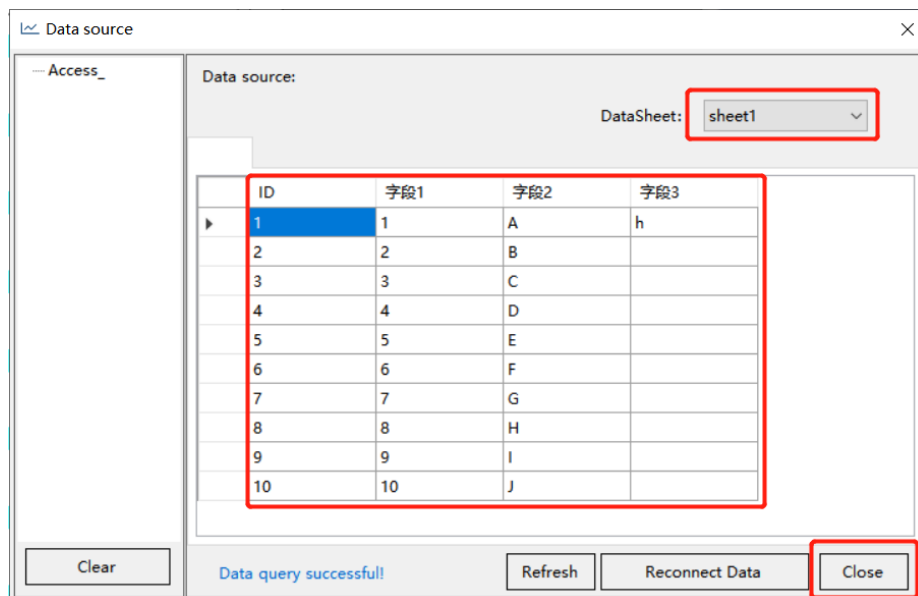 Data source
Access_
Data source:
DataSheet: sheet1
ID 字段1 字段2 字段3
1 1 A h
2 2 B
3 3 C
4 4 D
5 5 E
6 6 F
7 7 G
8 8 H
9 9 I
10 10 J
Clear
Data query successful!
Refresh
Reconnect Data
Close